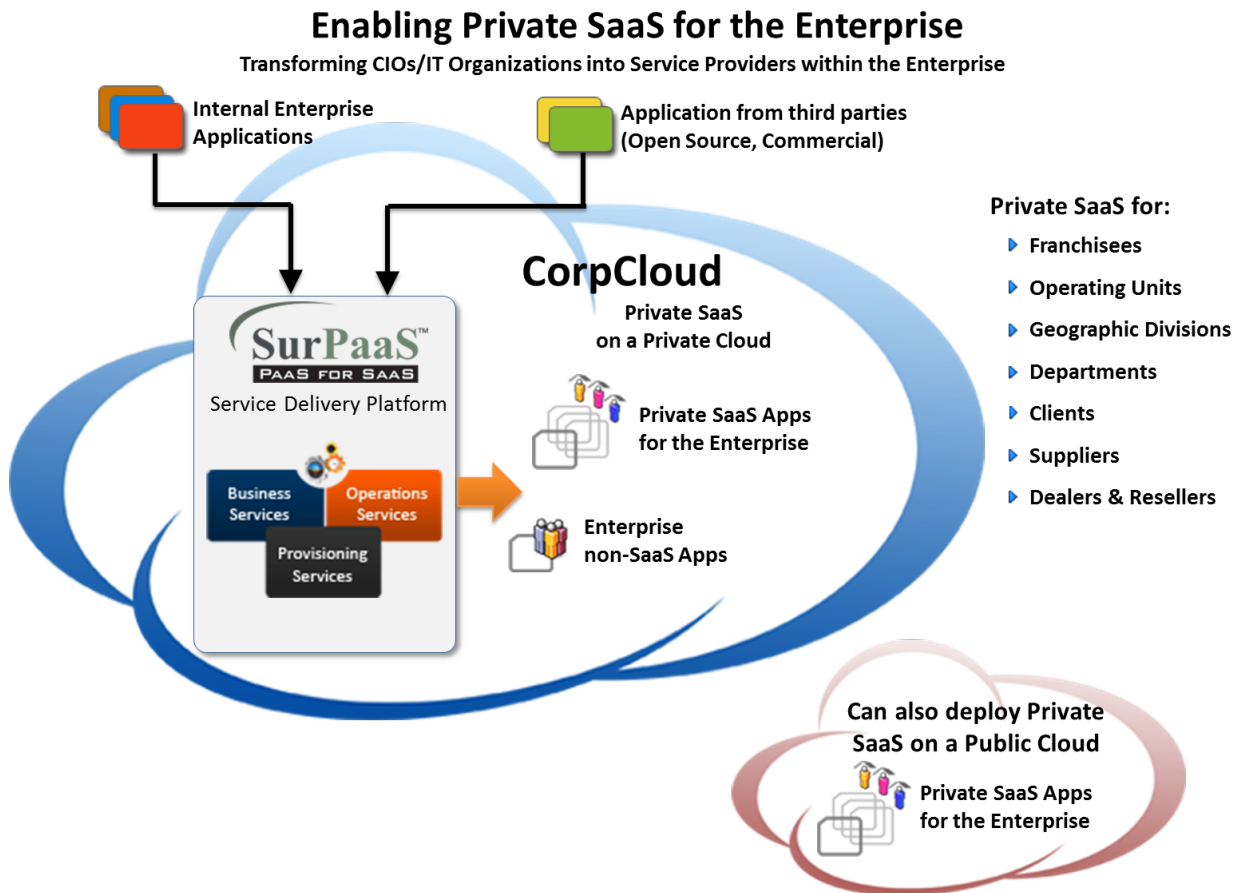 Enabling Private SaaS for the Enterprise
Transforming CIOs/IT Organizations into Service Providers within the Enterprise
Internal Enterprise
Applications
Application from third parties
(Open Source, Commercial)
CorpCloud
Private SaaS
on a Private Cloud
SurPaaS™
PAAS FOR SAAS
Service Delivery Platform
Business
Services
Operations
Services
Provisioning
Services
Private SaaS Apps
for the Enterprise
Enterprise
non-SaaS Apps
Private SaaS for:
Franchisees
Operating Units
Geographic Divisions
Departments
Clients
Suppliers
Dealers & Resellers
Can also deploy Private
SaaS on a Public Cloud
Private SaaS Apps
for the Enterprise